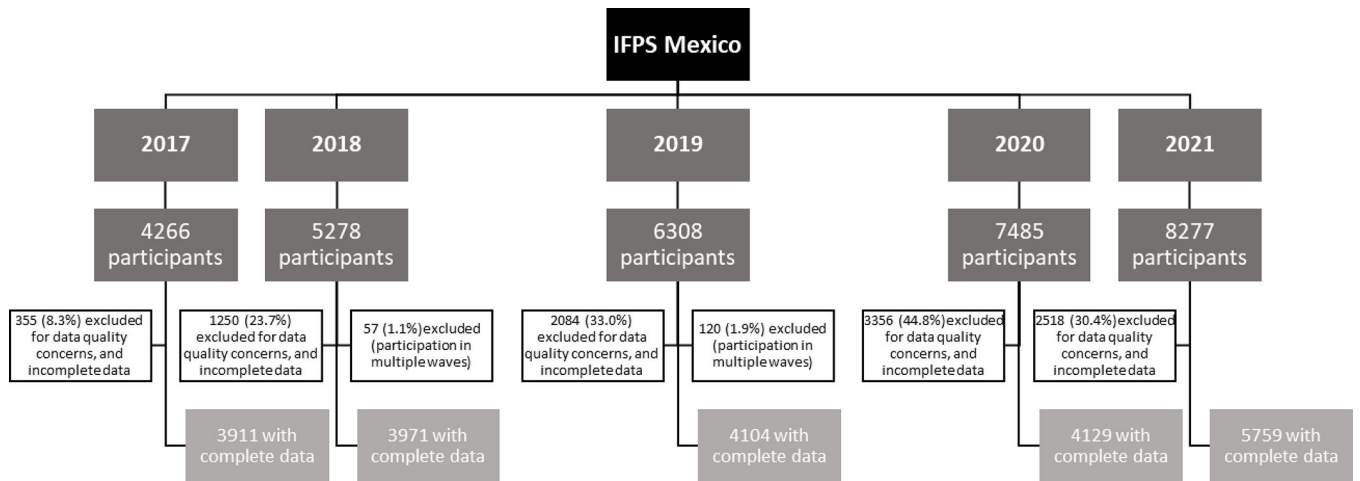 IFPS Mexico
2017
2018
2019
2020
2021
4266
participants
5278
participants
6308
participants
7485
participants
8277
participants
355 (8.3%) excluded
for data quality
concerns, and
incomplete data
1250 (23.7%)
excluded for data
quality concerns, and
incomplete data
57 (1.1%)excluded
(participation in
multiple waves)
2084 (33.0%)
excluded for data
quality concerns, and
incomplete data
120 (1.9%) excluded
(participation in
multiple waves)
3356 (44.8%)excluded
for data quality
concerns, and
incomplete data
2518 (30.4%)excluded
for data quality
concerns, and
incomplete data
3911 with
complete data
3971 with
complete data
4104 with
complete data
4129 with
complete data
5759 with
complete data